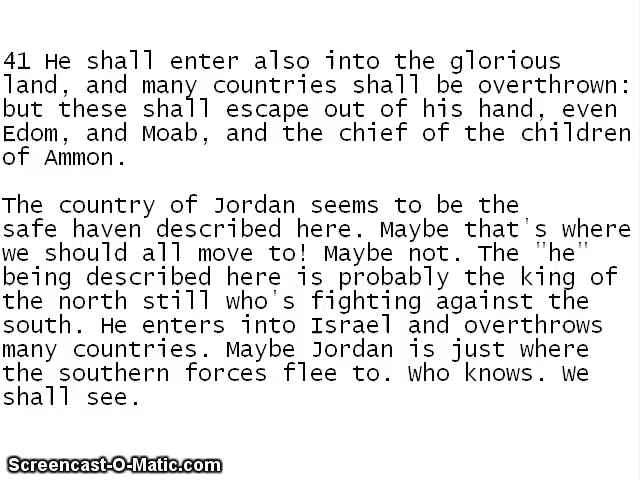 41 He shall enter also into the glorious
land, and many countries shall be overthrown:
but these shall escape out of his hand, even
Edom, and Moab, and the chief of the children
of Ammon.
The country of Jordan seems to be the
safe haven described here. Maybe that's where
we should all move to! Maybe not. The "he"
being described here is probably the king of
the north still who's fighting against the
south. He enters into Israel and overthrows
many countries. Maybe Jordan is just where
the southern forces flee to. Who knows. We
shall see.
Screencast-O-Matic.com